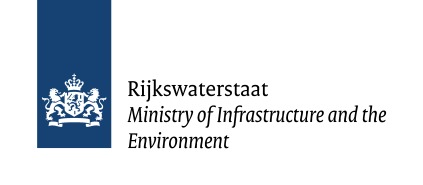 Rijkswaterstaat
Ministry of Infrastructure and the
Environment